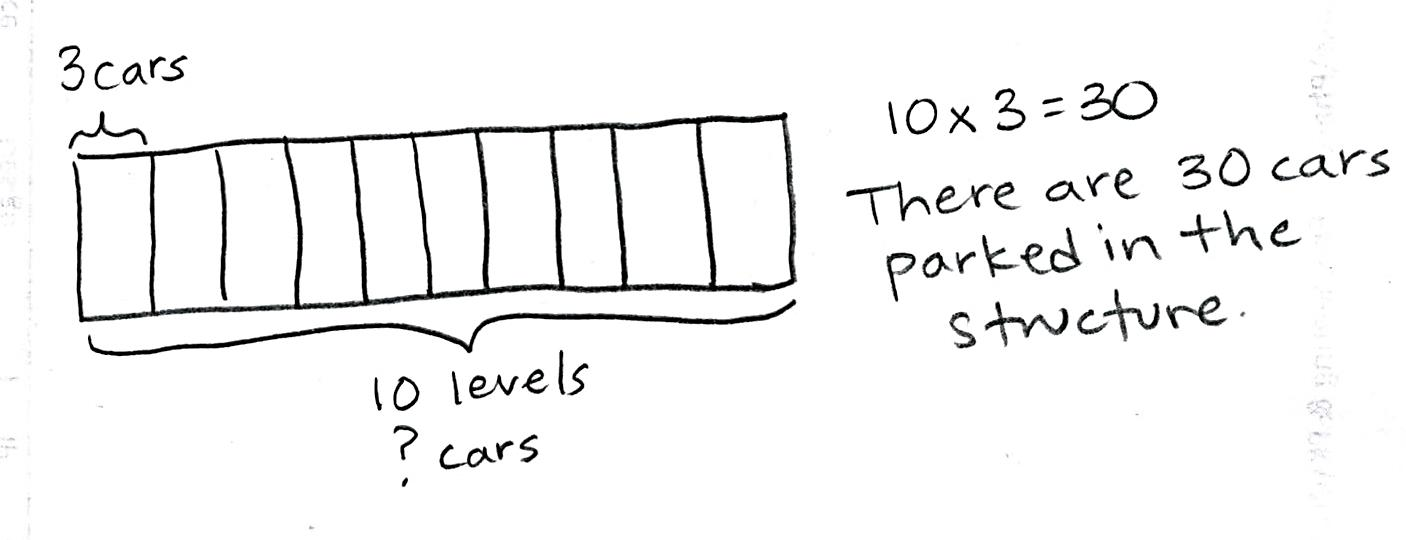 3 cars
10 levels
? cars
10 x 3 = 30
There are 30 cars
parked in the
structure.